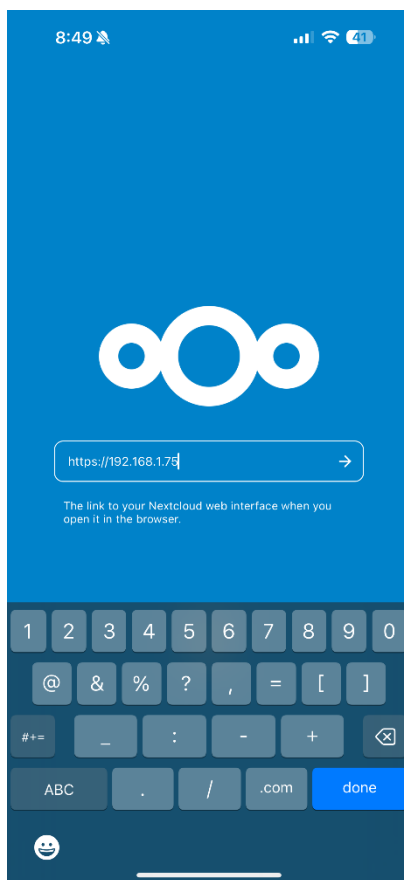 8:49
41
https://192.168.1.75
The link to your Nextcloud web interface when you
open it in the browser.
1 2 3 4 5 6 7 8 9 0
@ & % ? , = [ ]
#+= _ : - +
ABC . / .com done